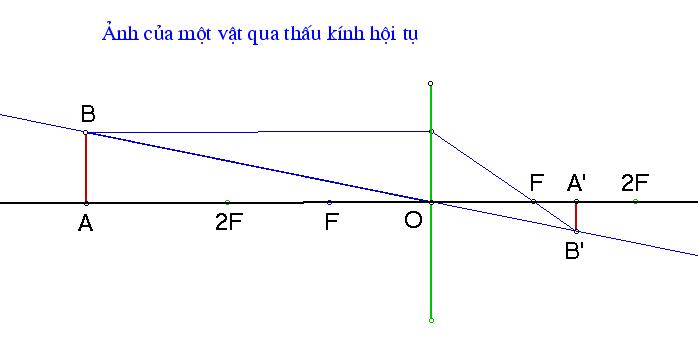 Ảnh của một vật qua thấu kính hội tụ
B
F A' 2F
A 2F F O
B'